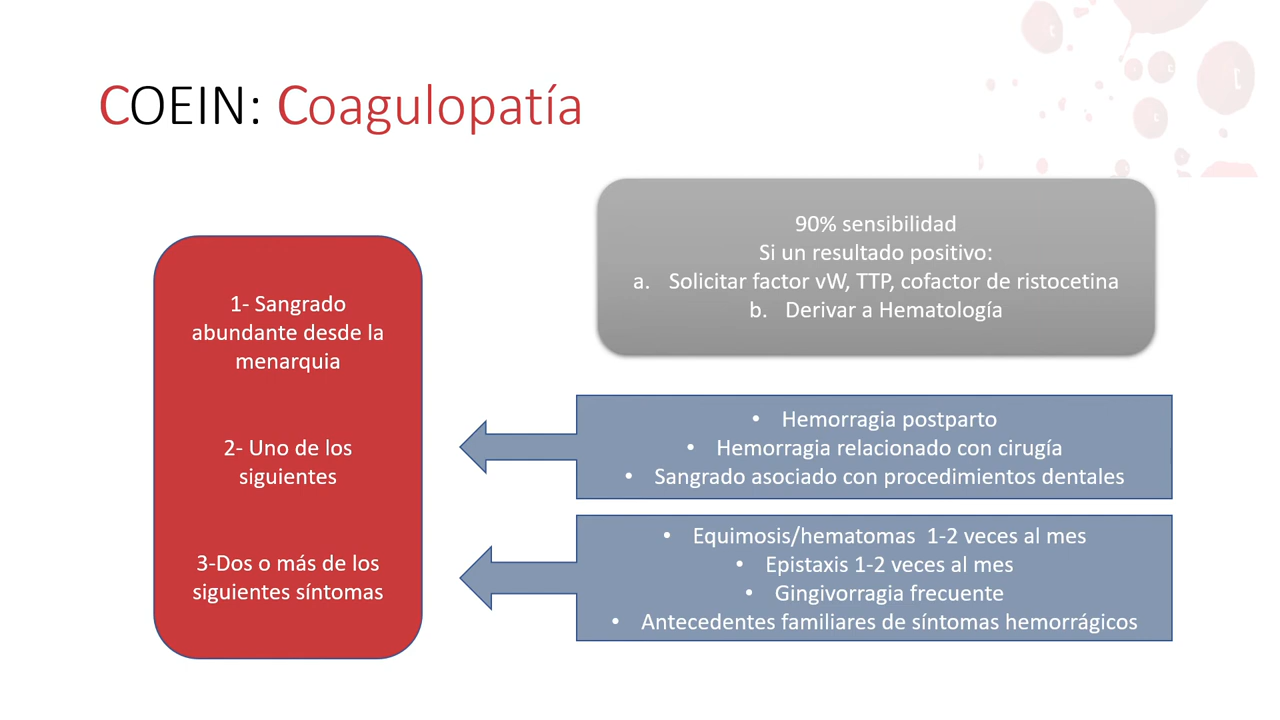 COEIN: Coagulopatía
90% sensibilidad
Si un resultado positivo:
a. Solicitar factor vW, TTP, cofactor de ristocetina
b. Derivar a Hematología
1- Sangrado
abundante desde la
menarquia
2- Uno de los
siguientes
3-Dos o más de los
siguientes síntomas
• Hemorragia postparto
• Hemorragia relacionado con cirugía
• Sangrado asociado con procedimientos dentales
• Equimosis/hematomas 1-2 veces al mes
• Epistaxis 1-2 veces al mes
• Gingivorragia frecuente
• Antecedentes familiares de síntomas hemorrágicos